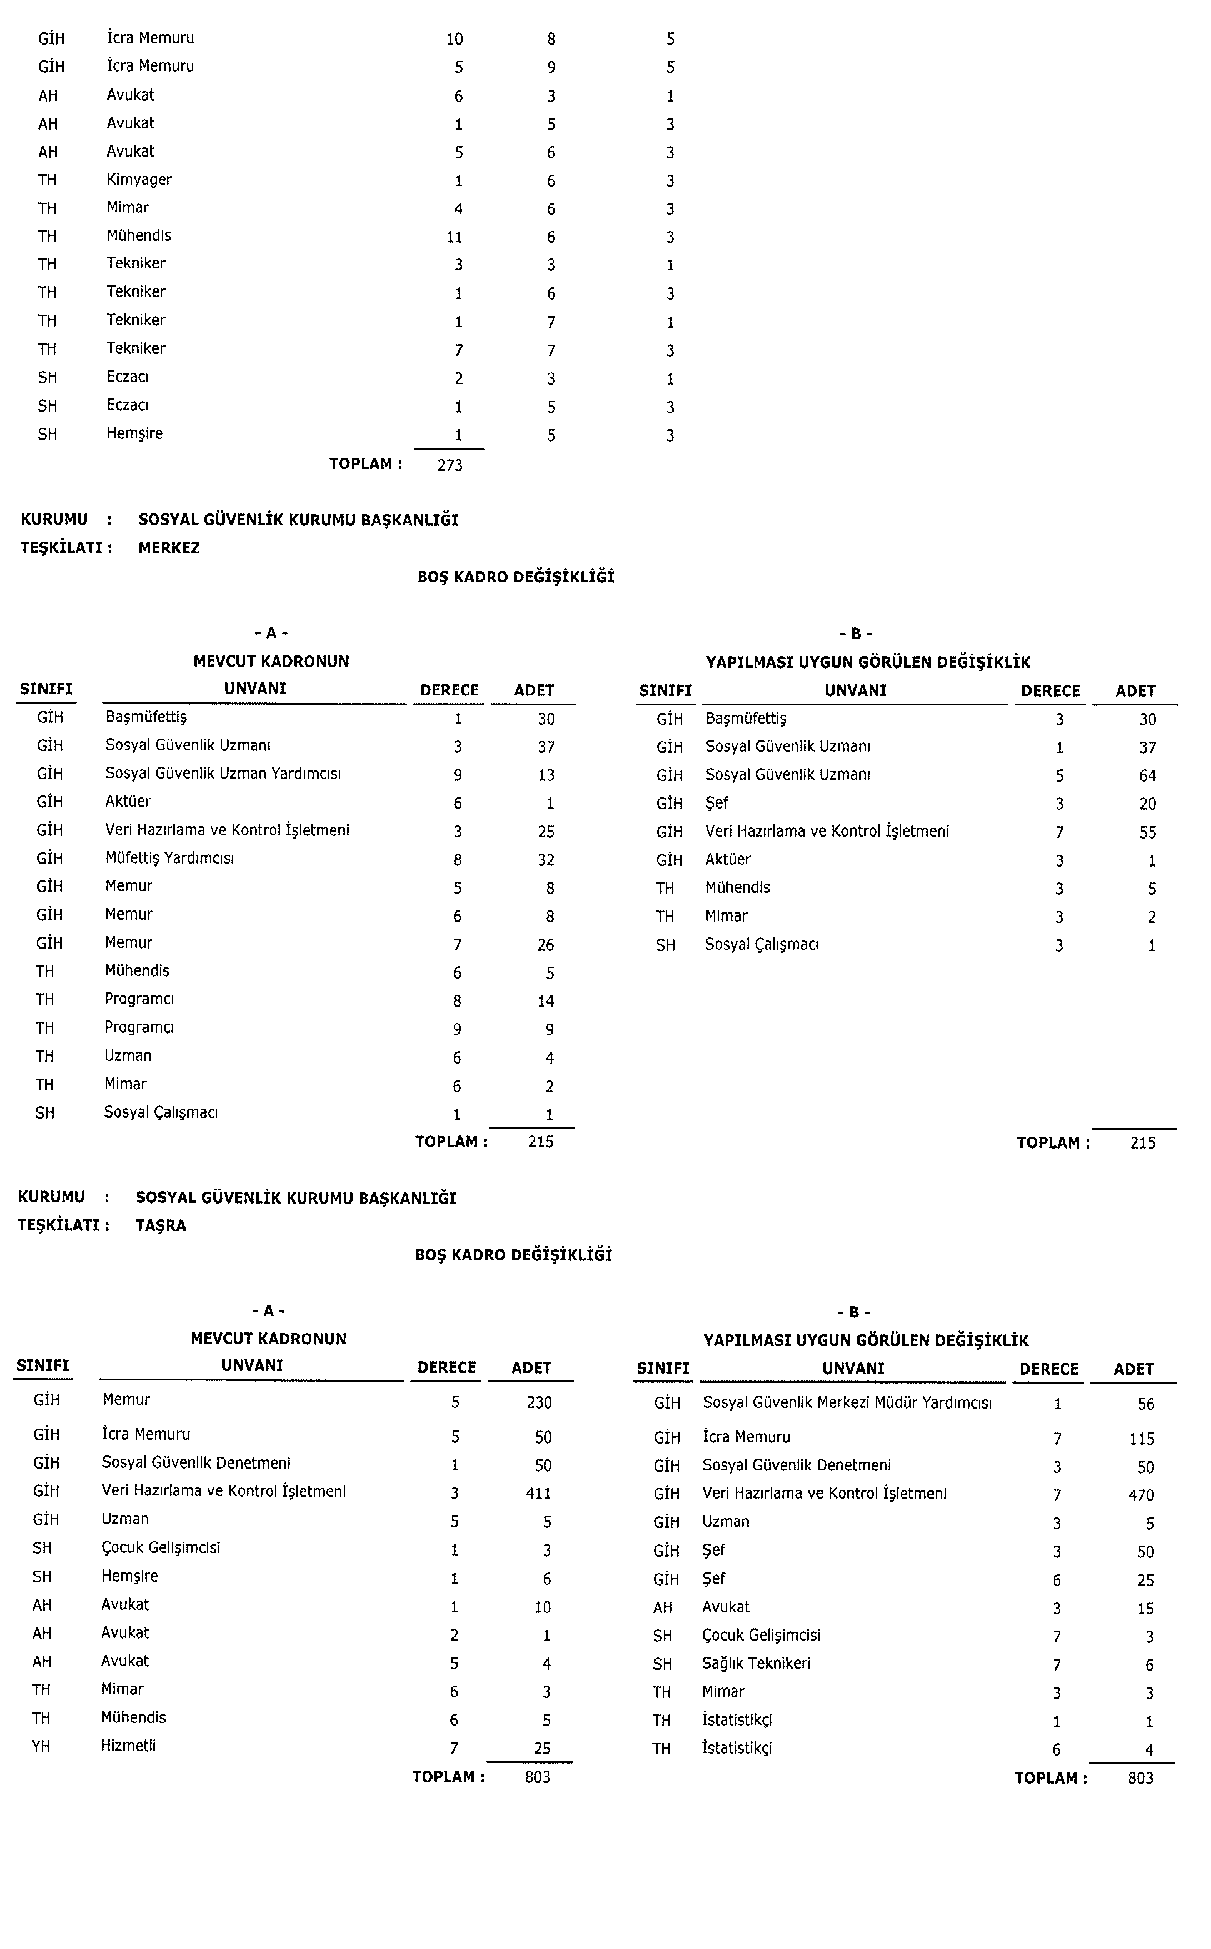 GİH İcra Memuru 10 8 5
GİH İcra Memuru 5 9 5
AH Avukat 6 3 1
AH Avukat 1 5 3
AH Avukat 5 6 3
TH Kimyager 1 6 3
TH Mimar 4 6 3
TH Mühendis 11 6 3
TH Tekniker 3 3 1
TH Tekniker 1 6 3
TH Tekniker 1 7 1
TH Tekniker 7 7 3
SH Eczacı 2 3 1
SH Eczacı 1 5 3
SH Hemşire 1 5 3
TOPLAM : 273
KURUMU : SOSYAL GÜVENLİK KURUMU BAŞKANLIĞI
TEŞKİLATI : MERKEZ
BOŞ KADRO DEĞİŞİKLİĞİ
- A - - B -
MEVCUT KADRONUN YAPILMASI UYGUN GÖRÜLEN DEĞİŞİKLİK
SINIFI UNVANI DERECE ADET SINIFI UNVANI DERECE ADET
GİH Başmüfettiş 1 30 GİH Başmüfettiş 3 30
GİH Sosyal Güvenlik Uzmanı 3 37 GİH Sosyal Güvenlik Uzmanı 1 37
GİH Sosyal Güvenlik Uzman Yardımcısı 9 13 GİH Sosyal Güvenlik Uzmanı 5 64
GİH Aktüer 6 1 GİH Şef 3 20
GİH Veri Hazırlama ve Kontrol İşletmeni 3 25 GİH Veri Hazırlama ve Kontrol İşletmeni 7 55
GİH Müfettiş Yardımcısı 8 32 GİH Aktüer 3 1
GİH Memur 5 8 TH Mühendis 3 5
GİH Memur 6 8 TH Mimar 3 2
GİH Memur 7 26 SH Sosyal Çalışmacı 3 1
TH Mühendis 6 5
TH Programcı 8 14
TH Programcı 9 9
TH Uzman 6 4
TH Mimar 6 2
SH Sosyal Çalışmacı 1 1
TOPLAM : 215 TOPLAM : 215
KURUMU : SOSYAL GÜVENLİK KURUMU BAŞKANLIĞI
TEŞKİLATI : TAŞRA
BOŞ KADRO DEĞİŞİKLİĞİ
- A - - B -
MEVCUT KADRONUN YAPILMASI UYGUN GÖRÜLEN DEĞİŞİKLİK
SINIFI UNVANI DERECE ADET SINIFI UNVANI DERECE ADET
GİH Memur 5 230 GİH Sosyal Güvenlik Merkezi Müdür Yardımcısı 1 56
GİH İcra Memuru 5 50 GİH İcra Memuru 7 115
GİH Sosyal Güvenlik Denetmeni 1 50 GİH Sosyal Güvenlik Denetmeni 3 50
GİH Veri Hazırlama ve Kontrol İşletmeni 3 411 GİH Veri Hazırlama ve Kontrol İşletmeni 7 470
GİH Uzman 5 5 GİH Uzman 3 5
SH Çocuk Gelişimcisi 1 3 GİH Şef 3 50
SH Hemşire 1 6 GİH Şef 6 25
AH Avukat 1 10 AH Avukat 3 15
AH Avukat 2 1 SH Çocuk Gelişimcisi 7 3
AH Avukat 5 4 SH Sağlık Teknikeri 7 6
TH Mimar 6 3 TH Mimar 3 3
TH Mühendis 6 5 TH İstatistikçi 1 1
YH Hizmetli 7 25 TH İstatistikçi 6 4
TOPLAM : 803 TOPLAM : 803